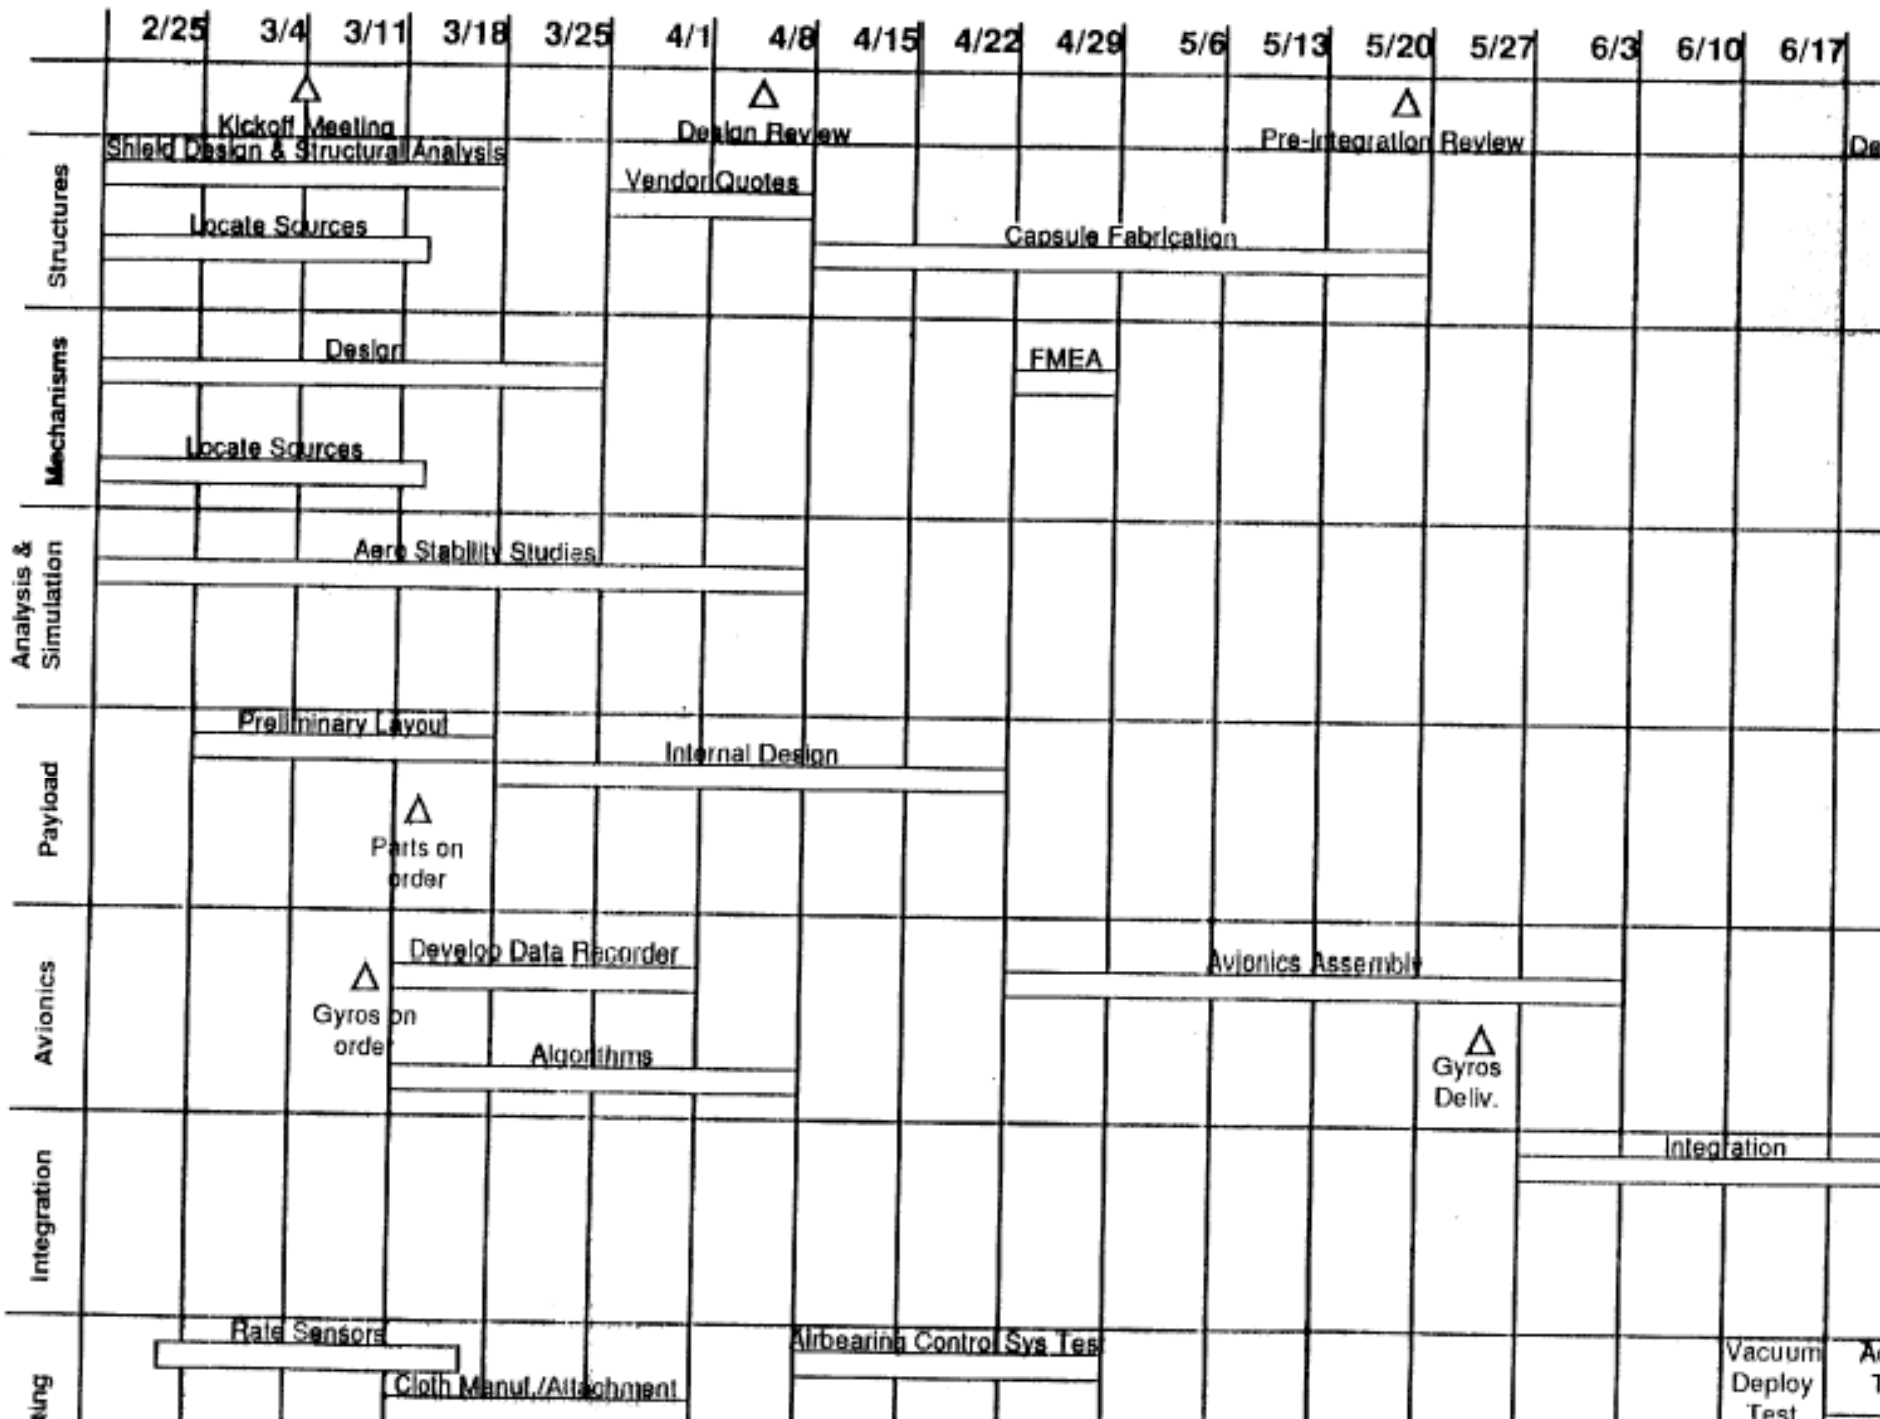 2/25 3/4 3/11 3/18 3/25 4/1 4/8 4/15 4/22 4/29 5/6 5/13 5/20 5/27 6/3 6/10 6/17
Kickoff Meeting
Design Review
Pre-integration Review
De
Structures
Shield Design & Structural Analysis
Vendor Quotes
Locate Sources
Capsule Fabrication
Mechanisms
Design
FMEA
Locate Sources
Analysis &
Simulation
Aero Stability Studies
Payload
Preliminary Layout
Internal Design
Parts on
order
Avionics
Develop Data Recorder
Avionics Assembly
Gyros on
order
Algorithms
Gyros
Deliv.
Integration
Integration
ting
Rate Sensors
Airbearing Control Sys Tes
Cloth Manuf./Attachment
Vacuum
Deploy
Test